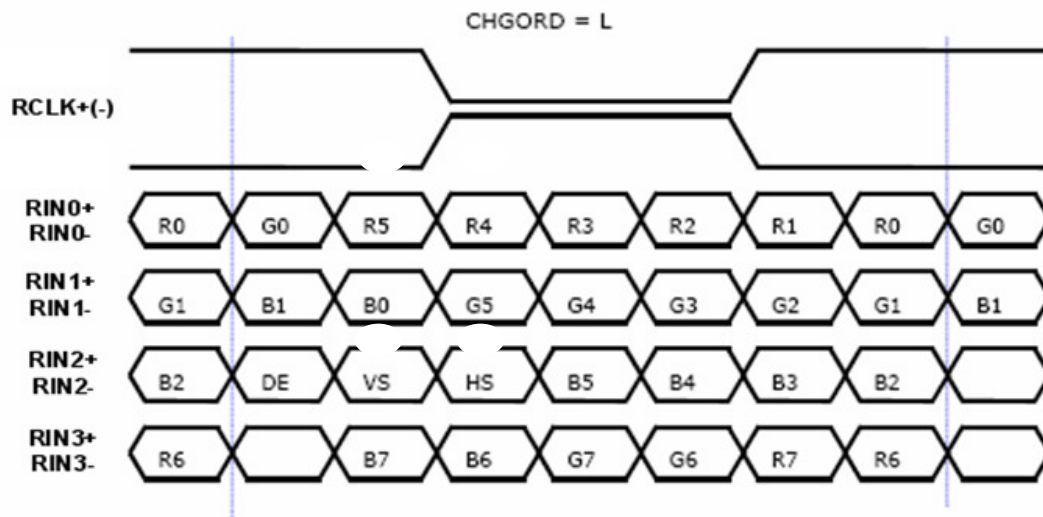 CHGORD = L
RCLK+(-)
RIN0+
RIN0-
R0 G0 R5 R4 R3 R2 R1 R0 G0
RIN1+
RIN1-
G1 B1 B0 G5 G4 G3 G2 G1 B1
RIN2+
RIN2-
B2 DE VS HS B5 B4 B3 B2
RIN3+
RIN3-
R6 B7 B6 G7 G6 R7 R6